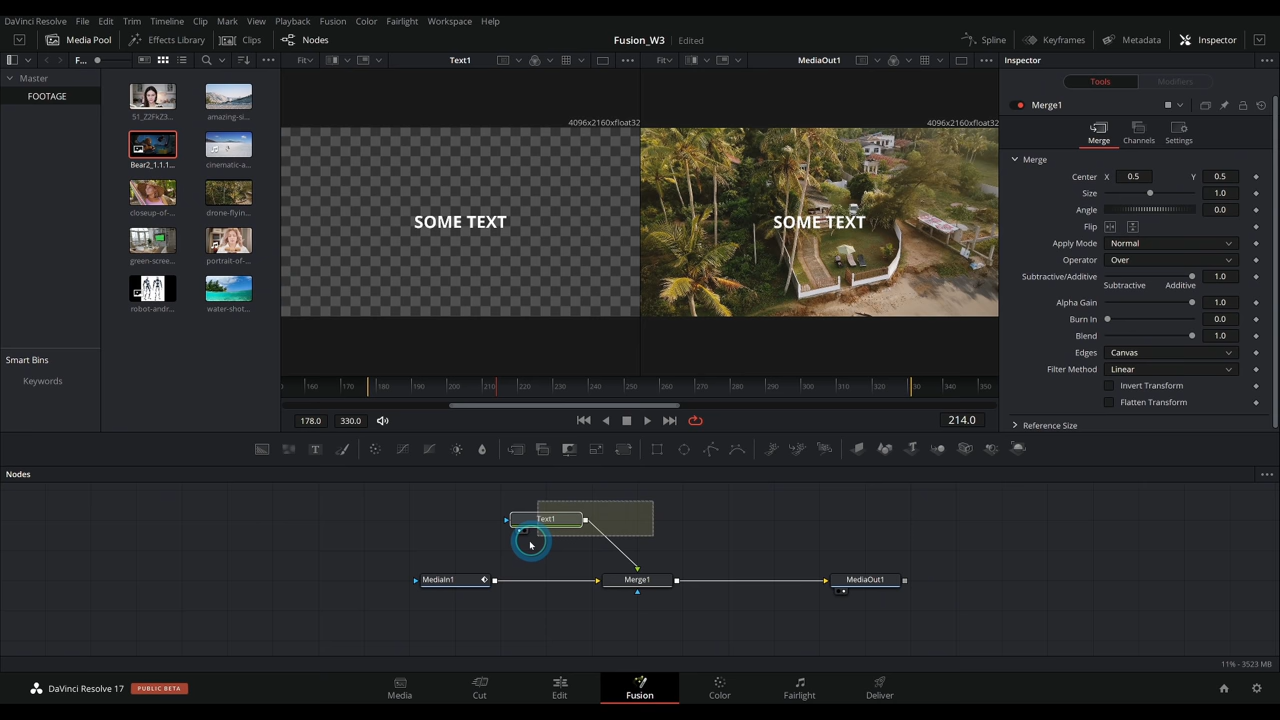 DaVinci Resolve File Edit Trim Timeline Clip Mark View Playback Fusion Color Fairlight Workspace Help
Media Pool Effects Library Clips Nodes Fusion_W3 Edited Spline Keyframes Metadata Inspector
F... Fit Text1 Fit MediaOut1 Inspector
Master
FOOTAGE
51_Z2FkZ3... amazing-si...
Bear2_1.1.1... cinematic-a...
closeup-of-... drone-flyin...
green-scree... portrait-of-...
robot-andr... water-shot...
Smart Bins
Keywords
4096x2160xfloat32
SOME TEXT
4096x2160xfloat32
SOME TEXT
160 170 180 190 200 210 220 230 240 250 260 270 280 290 300 310 320 330 340 350
178.0 330.0 214.0
Tools Modifiers
Merge1
Merge Channels Settings
Merge
Center X 0.5 Y 0.5
Size 1.0
Angle 0.0
Flip
Apply Mode Normal
Operator Over
Subtractive/Additive 1.0
Subtractive Additive
Alpha Gain 1.0
Burn In 0.0
Blend 1.0
Edges Canvas
Filter Method Linear
Invert Transform
Flatten Transform
Reference Size
Nodes
Text1
MediaIn1 Merge1 MediaOut1
11% - 3523 MB
DaVinci Resolve 17 PUBLIC BETA Media Cut Edit Fusion Color Fairlight Deliver